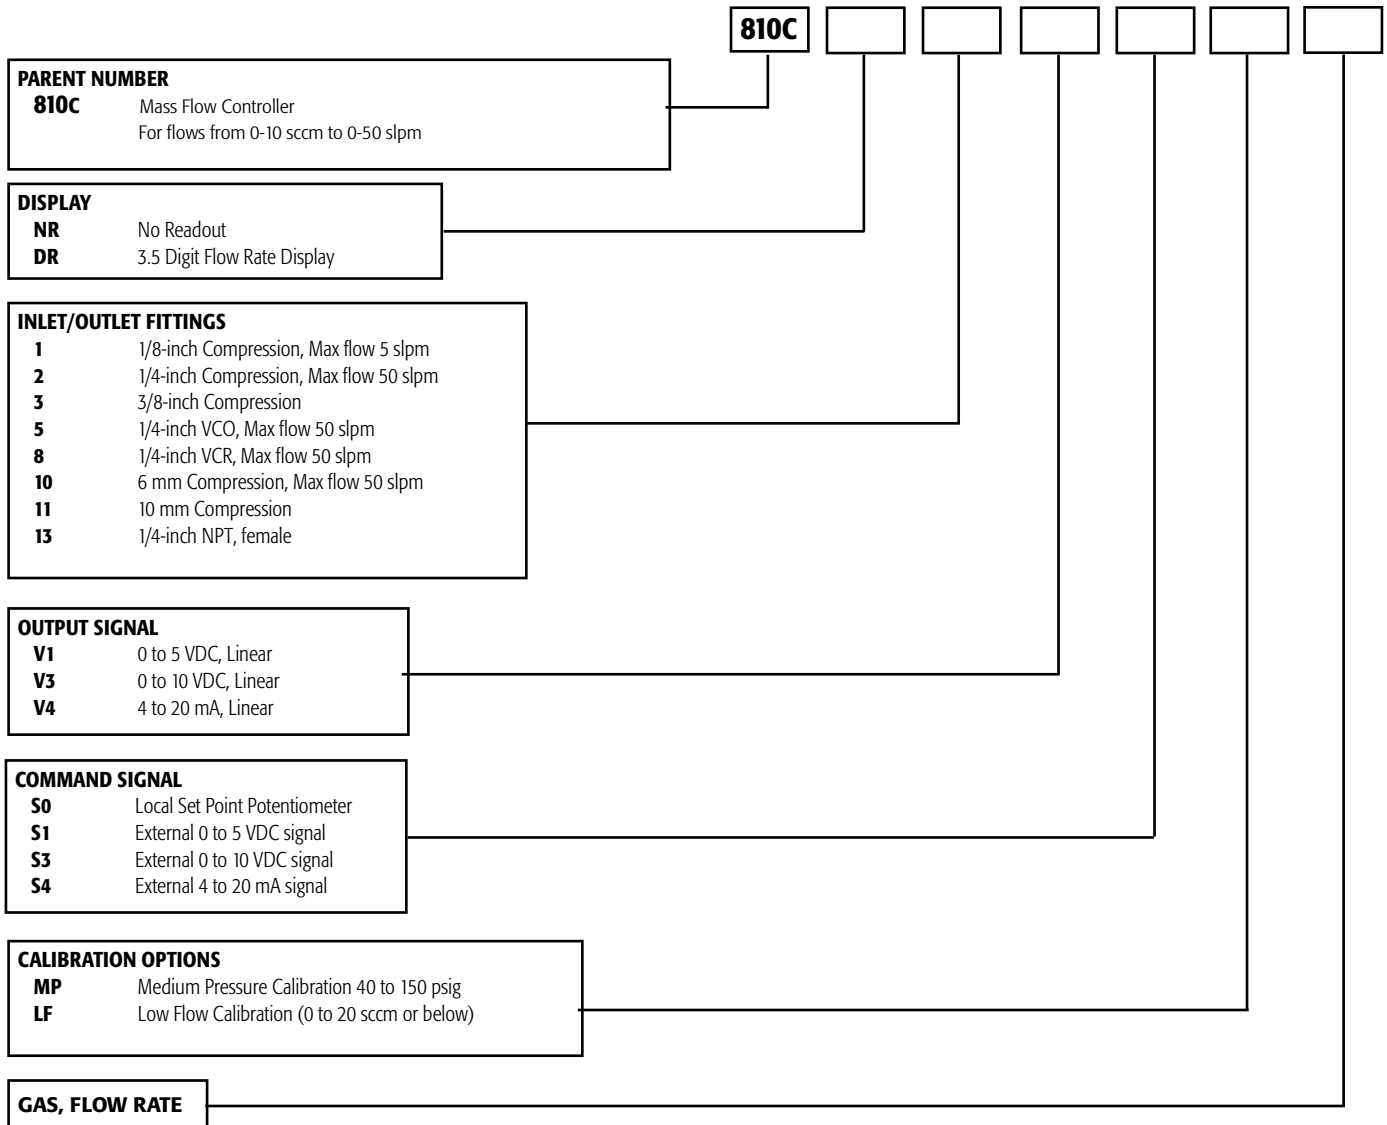 810C
PARENT NUMBER
810C Mass Flow Controller
For flows from 0-10 sccm to 0-50 slpm
DISPLAY
NR No Readout
DR 3.5 Digit Flow Rate Display
INLET/OUTLET FITTINGS
1 1/8-inch Compression, Max flow 5 slpm
2 1/4-inch Compression, Max flow 50 slpm
3 3/8-inch Compression
5 1/4-inch VCO, Max flow 50 slpm
8 1/4-inch VCR, Max flow 50 slpm
10 6 mm Compression, Max flow 50 slpm
11 10 mm Compression
13 1/4-inch NPT, female
OUTPUT SIGNAL
V1 0 to 5 VDC, Linear
V3 0 to 10 VDC, Linear
V4 4 to 20 mA, Linear
COMMAND SIGNAL
S0 Local Set Point Potentiometer
S1 External 0 to 5 VDC signal
S3 External 0 to 10 VDC signal
S4 External 4 to 20 mA signal
CALIBRATION OPTIONS
MP Medium Pressure Calibration 40 to 150 psig
LF Low Flow Calibration (0 to 20 sccm or below)
GAS, FLOW RATE